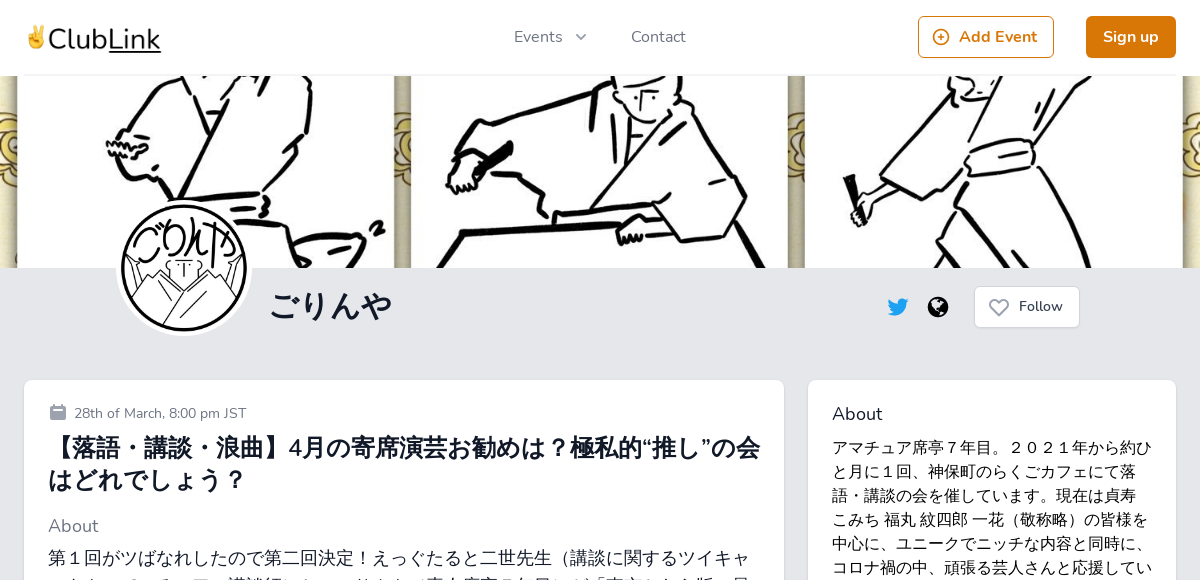 ClubLink
Events
Contact
Add Event
Sign up
ごりんや
ごりんや
Follow
28th of March, 8:00 pm JST
【落語・講談・浪曲】4月の寄席演芸お勧めは？極私的“推し”の会
はどれでしょう？
About
第１回がツばなれしたので第二回決定！えっぐたると二世先生（講談に関するツイキャ
About
アマチュア席亭７年目。２０２１年から約ひ
と月に１回、神保町のらくごカフェにて落
語・講談の会を催しています。現在は貞寿
こみち 福丸 紋四郎 一花（敬称略）の皆様を
中心に、ユニークでニッチな内容と同時に、
コロナ禍の中、頑張る芸人さんと応援してい